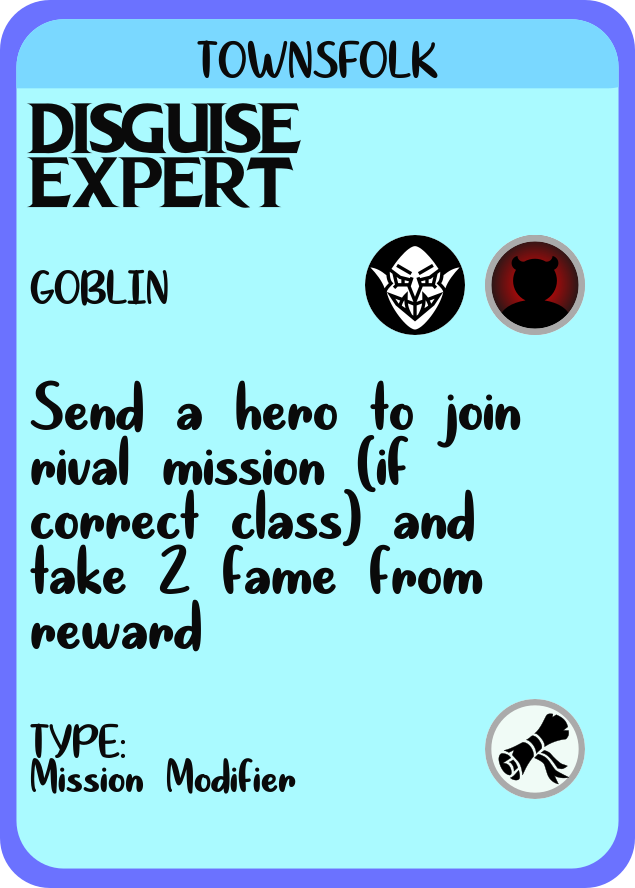 TOWNSFOLK
DISGUISE
EXPERT
GOBLIN
Send a hero to join
rival mission (if
correct class) and
take 2 fame from
reward
TYPE:
Mission Modifier